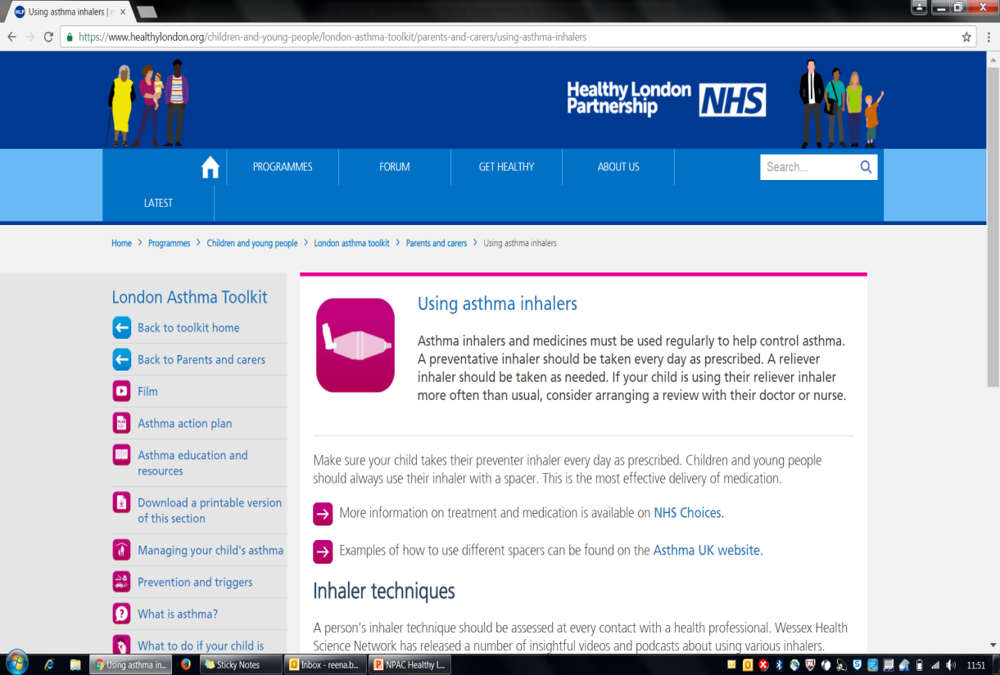 HLP Using asthma inhalers | n
https://www.healthylondon.org/children-and-young-people/london-asthma-toolkit/parents-and-carers/using-asthma-inhalers
Healthy London
Partnership
NHS
PROGRAMMES
FORUM
GET HEALTHY
ABOUT US
Search...
LATEST
Home > Programmes > Children and young people > London asthma toolkit > Parents and carers > Using asthma inhalers
London Asthma Toolkit
Back to toolkit home
Back to Parents and carers
Film
PLAN
Asthma action plan
Asthma education and
resources
Download a printable version
of this section
Managing your child's asthma
Prevention and triggers
What is asthma?
What to do if your child is
Using asthma inhalers
Asthma inhalers and medicines must be used regularly to help control asthma.
A preventative inhaler should be taken every day as prescribed. A reliever
inhaler should be taken as needed. If your child is using their reliever inhaler
more often than usual, consider arranging a review with their doctor or nurse.
Make sure your child takes their preventer inhaler every day as prescribed. Children and young people
should always use their inhaler with a spacer. This is the most effective delivery of medication.
More information on treatment and medication is available on NHS Choices.
Examples of how to use different spacers can be found on the Asthma UK website.
Inhaler techniques
A person's inhaler technique should be assessed at every contact with a health professional. Wessex Health
Science Network has released a number of insightful videos and podcasts about using various inhalers.
Using asthma in...
Sticky Notes
Inbox - reena.b...
NPAC Healthy L...
11:51